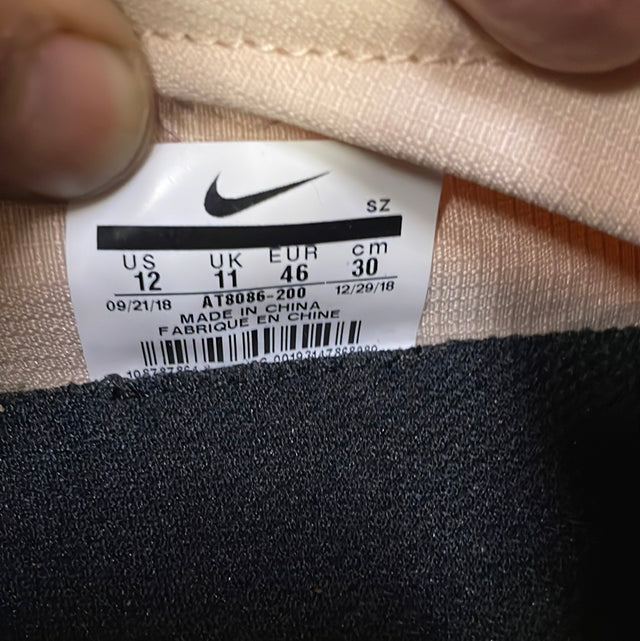 SZ
US UK EUR cm
12 11 46 30
09/21/18 AT8086-200 12/29/18
MADE IN CHINA
FABRIQUE EN CHINE